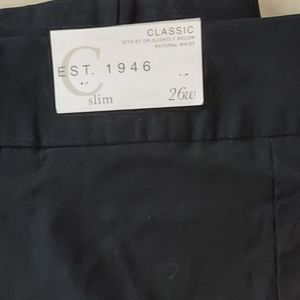 CLASSIC
SITS AT OR SLIGHTLY BELOW
NATURAL WAIST
C
EST. 1946
slim
26w